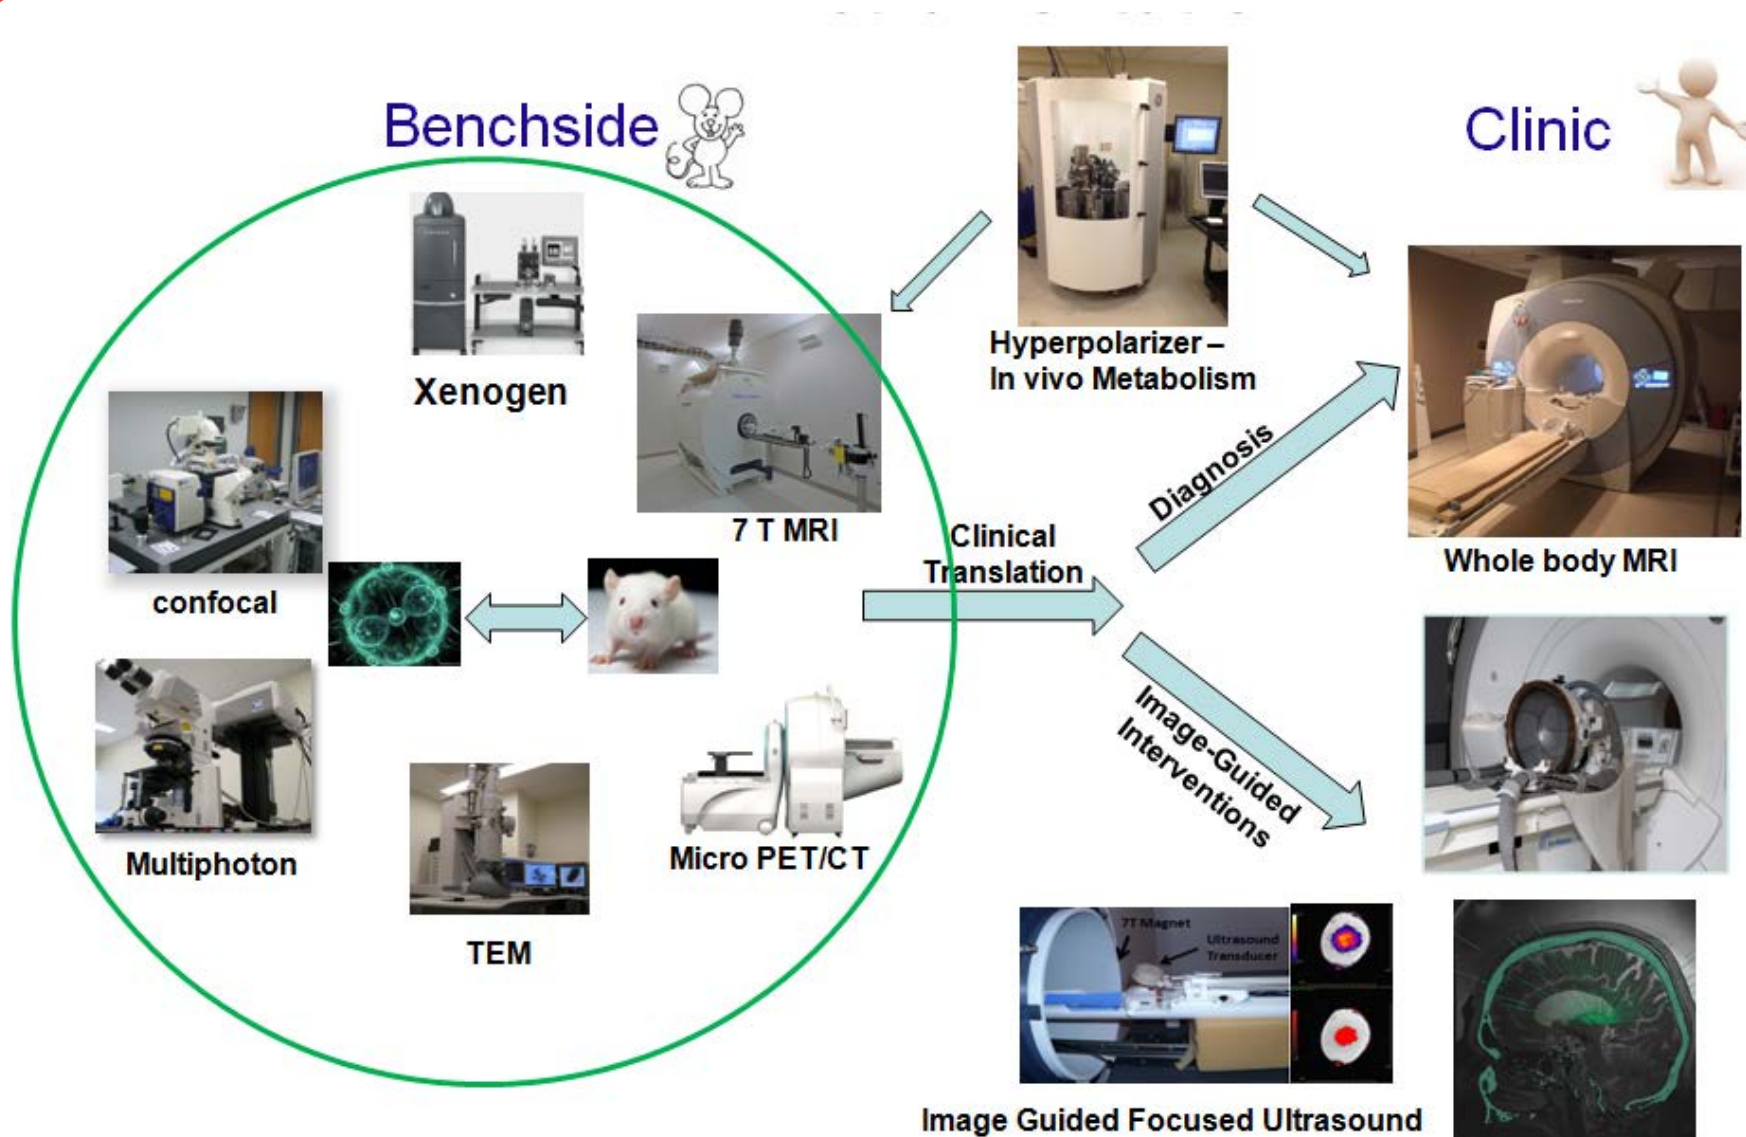 Benchside
Clinic
Xenogen
Hyperpolarizer –
In vivo Metabolism
7 T MRI
confocal
Clinical
Translation
Diagnosis
Whole body MRI
Image-Guided
Interventions
Multiphoton
Micro PET/CT
TEM
7T Magnet
Ultrasound
Transducer
Image Guided Focused Ultrasound